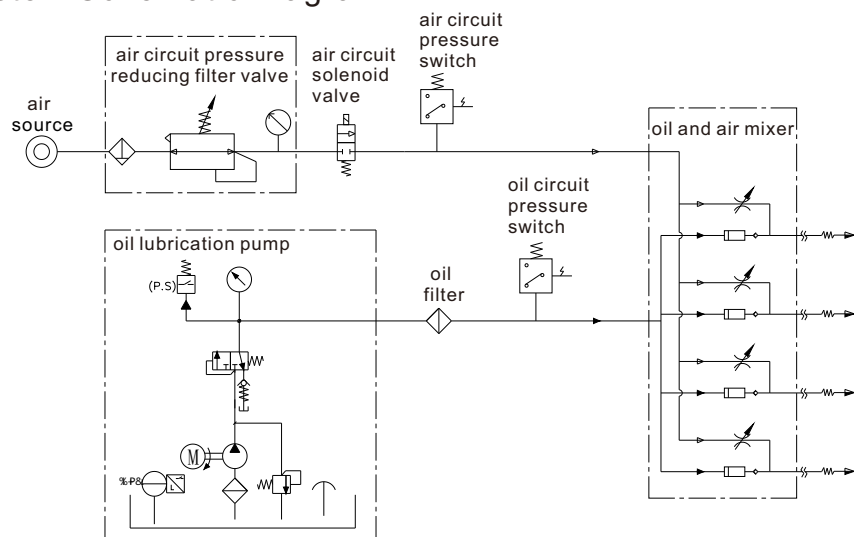 air circuit pressure
reducing filter valve
air circuit
solenoid
valve
air circuit
pressure
switch
air
source
oil and air mixer
oil circuit
pressure
switch
oil lubrication pump
(P.S)
oil
filter
M
L